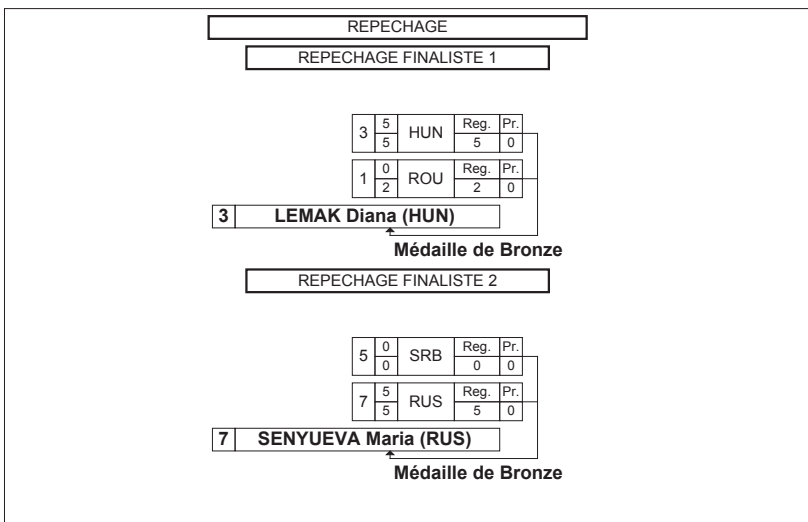 REPECHAGE
REPECHAGE FINALISTE 1
3 5 HUN Reg. Pr.
5 5 0
1 0 ROU Reg. Pr.
2 2 0
3 LEMAK Diana (HUN)
Médaille de Bronze
REPECHAGE FINALISTE 2
5 0 SRB Reg. Pr.
0 0 0
7 5 RUS Reg. Pr.
5 5 0
7 SENYUEVA Maria (RUS)
Médaille de Bronze